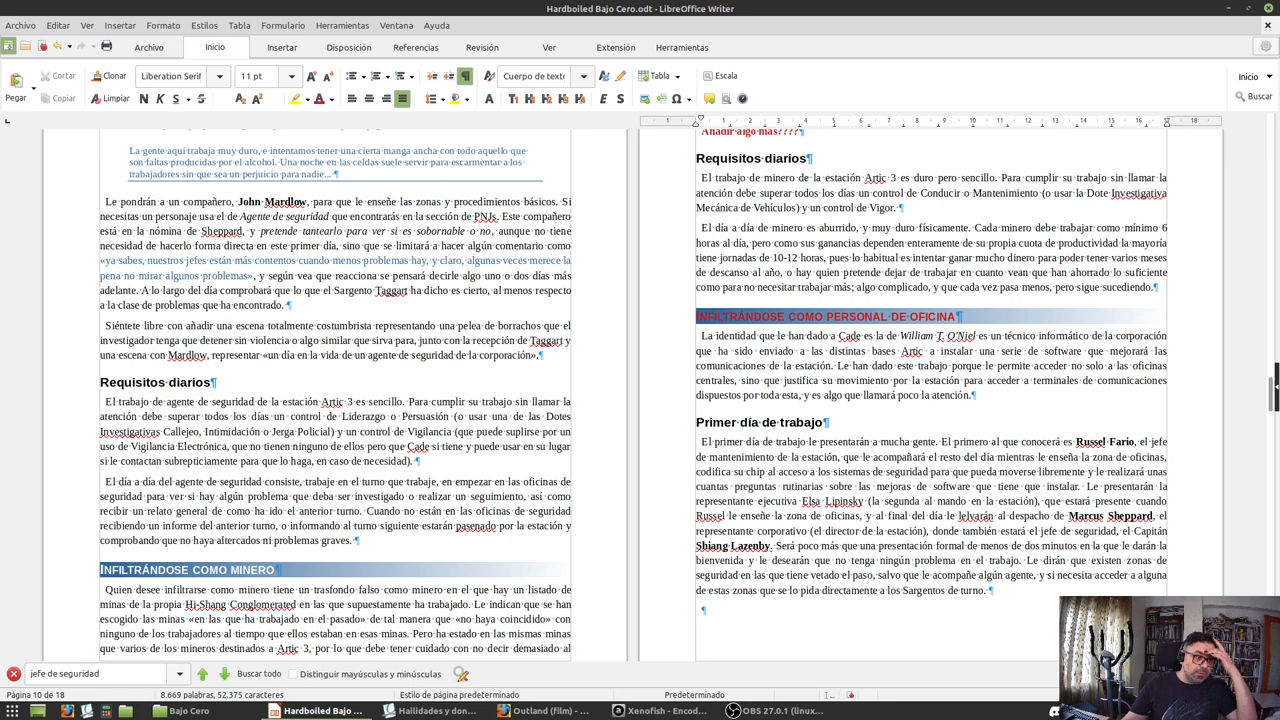 Hardboiled Bajo Cero.odt - LibreOffice Writer
Archivo Editar Ver Insertar Formato Estilos Tabla Formulario Herramientas Ventana Ayuda
Archivo Inicio Insertar Disposición Referencias Revisión Ver Extensión Herramientas
Pegar Cortar Copiar Clonar Limpiar Liberation Serif 11 pt Cuerpo de texto Tabla Escala Inicio Buscar
La gente aquí trabaja muy duro, e intentamos tener una cierta manga ancha con todo aquello que
son faltas producidas por el alcohol. Una noche en las celdas suele servir para escarmentar a los
trabajadores sin que sea un perjuicio para nadie... ¶
Le pondrán a un compañero, John Mardlow, para que le enseñe las zonas y procedimientos básicos. Si
necesitas un personaje usa el de Agente de seguridad que encontrarás en la sección de PNJs. Este compañero
está en la nómina de Sheppard, y pretende tantearlo para ver si es sobornable o no, aunque no tiene
necesidad de hacerlo forma directa en este primer día, sino que se limitará a hacer algún comentario como
«ya sabes, nuestros jefes están más contentos cuando menos problemas hay, y claro, algunas veces merece la
pena no mirar algunos problemas», y según vea que reacciona se pensará decirle algo uno o dos días más
adelante. A lo largo del día comprobará que lo que el Sargento Taggart ha dicho es cierto, al menos respecto
a la clase de problemas que ha encontrado. ¶
Siéntete libre con añadir una escena totalmente costumbrista representando una pelea de borrachos que el
investigador tenga que detener sin violencia o algo similar que sirva para, junto con la recepción de Taggart y
una escena con Mardlow, representar «un día en la vida de un agente de seguridad de la corporación».¶
Requisitos diarios¶
El trabajo de agente de seguridad de la estación Artic 3 es sencillo. Para cumplir su trabajo sin llamar la
atención debe superar todos los días un control de Liderazgo o Persuasión (o usar una de las Dotes
Investigativas Callejeo, Intimidación o Jerga Policial) y un control de Vigilancia (que puede suplirse por un
uso de Vigilancia Electrónica, que no tienen ninguno de ellos pero que Cade si tiene y puede usar en su lugar
si le contactan subrepticiamente para que lo haga, en caso de necesidad). ¶
El día a día del agente de seguridad consiste, trabaje en el turno que trabaje, en empezar en las oficinas de
seguridad para ver si hay algún problema que deba ser investigado o realizar un seguimiento, así como
recibir un relato general de como ha ido el anterior turno. Cuando no están en las oficinas de seguridad
recibiendo un informe del anterior turno, o informando al turno siguiente estarán pasenado por la estación y
comprobando que no haya altercados ni problemas graves. ¶
INFILTRÁNDOSE COMO MINERO¶
Quien desee infiltrarse como minero tiene un trasfondo falso como minero en el que hay un listado de
minas de la propia Hi-Shang Conglomerated en las que supuestamente ha trabajado. Le indican que se han
escogido las minas «en las que ha trabajado en el pasado» de tal manera que «no haya coincidido» con
ninguno de los trabajadores al tiempo que ellos estaban en esas minas. Pero ha estado en las mismas minas
que varios de los mineros destinados a Artic 3, por lo que debe tener cuidado con no decir demasiado al
Añadir algo más????¶
Requisitos diarios¶
El trabajo de minero de la estación Artic 3 es duro pero sencillo. Para cumplir su trabajo sin llamar la
atención debe superar todos los días un control de Conducir o Mantenimiento (o usar la Dote Investigativa
Mecánica de Vehículos) y un control de Vigor. ¶
El día a día de minero es aburrido, y muy duro físicamente. Cada minero debe trabajar como mínimo 6
horas al día, pero como sus ganancias dependen enteramente de su propia cuota de productividad la mayoría
tiene jornadas de 10-12 horas, pues lo habitual es intentar ganar mucho dinero para poder tener varios meses
de descanso al año, o hay quien pretende dejar de trabajar en cuanto vean que han ahorrado lo suficiente
como para no necesitar trabajar más; algo complicado, y que cada vez pasa menos, pero sigue sucediendo.¶
INFILTRÁNDOSE COMO PERSONAL DE OFICINA¶
La identidad que le han dado a Cade es la de William T. O'Niel es un técnico informático de la corporación
que ha sido enviado a las distintas bases Artic a instalar una serie de software que mejorará las
comunicaciones de la estación. Le han dado este trabajo porque le permite acceder no solo a las oficinas
centrales, sino que justifica su movimiento por la estación para acceder a terminales de comunicación
dispuestos por toda esta, y es algo que llamará poco la atención.¶
Primer día de trabajo¶
El primer día de trabajo le presentarán a mucha gente. El primero al que conocerá es Russel Fario, el jefe
de mantenimiento de la estación, que le acompañará el resto del día mientras le enseña la zona de oficinas,
codifica su chip al acceso a los sistemas de seguridad para que pueda moverse libremente y le realizará unas
cuantas preguntas rutinarias sobre las mejoras de software que tiene que instalar. Le presentarán la
representante ejecutiva Elsa Lipinsky (la segunda al mando en la estación), que estará presente cuando
Russel le enseñe la zona de oficinas, y al final del día le lelvarán al despacho de Marcus Sheppard, el
representante corporativo (el director de la estación), donde también estará el jefe de seguridad, el Capitán
Shiang Lazenby. Será poco más que una presentación formal de menos de dos minutos en la que le darán la
bienvenida y le desearán que no tenga ningún problema en el trabajo. Le dirán que existen zonas de
seguridad en las que tiene vetado el paso, salvo que le acompañe algún agente, y si necesita acceder a alguna
de estas zonas que se lo pida directamente a los Sargentos de turno. ¶
¶
jefe de seguridad Buscar todo Distinguir mayúsculas y minúsculas
Página 10 de 18 8.669 palabras, 52.375 caracteres Estilo de página predeterminado Predeterminado
Bajo Cero Hardboiled Bajo ... Hailidades y don... Outland (film) - ... Xenofish — Encod... OBS 27.0.1 (linux...